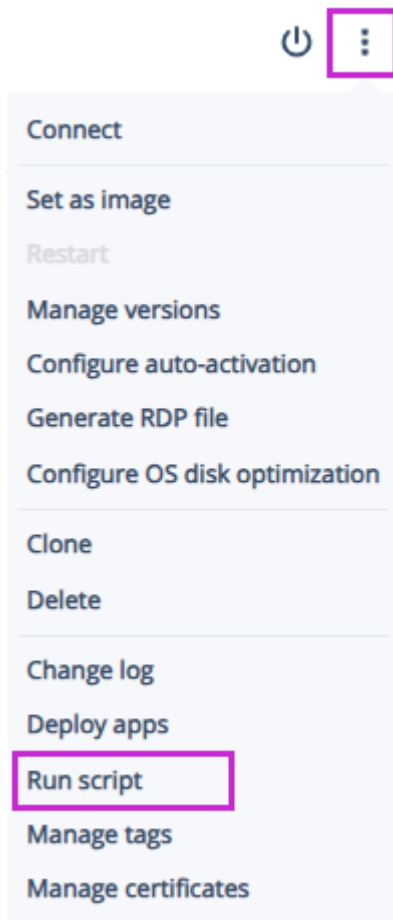 Connect
Set as image
Restart
Manage versions
Configure auto-activation
Generate RDP file
Configure OS disk optimization
Clone
Delete
Change log
Deploy apps
Run script
Manage tags
Manage certificates